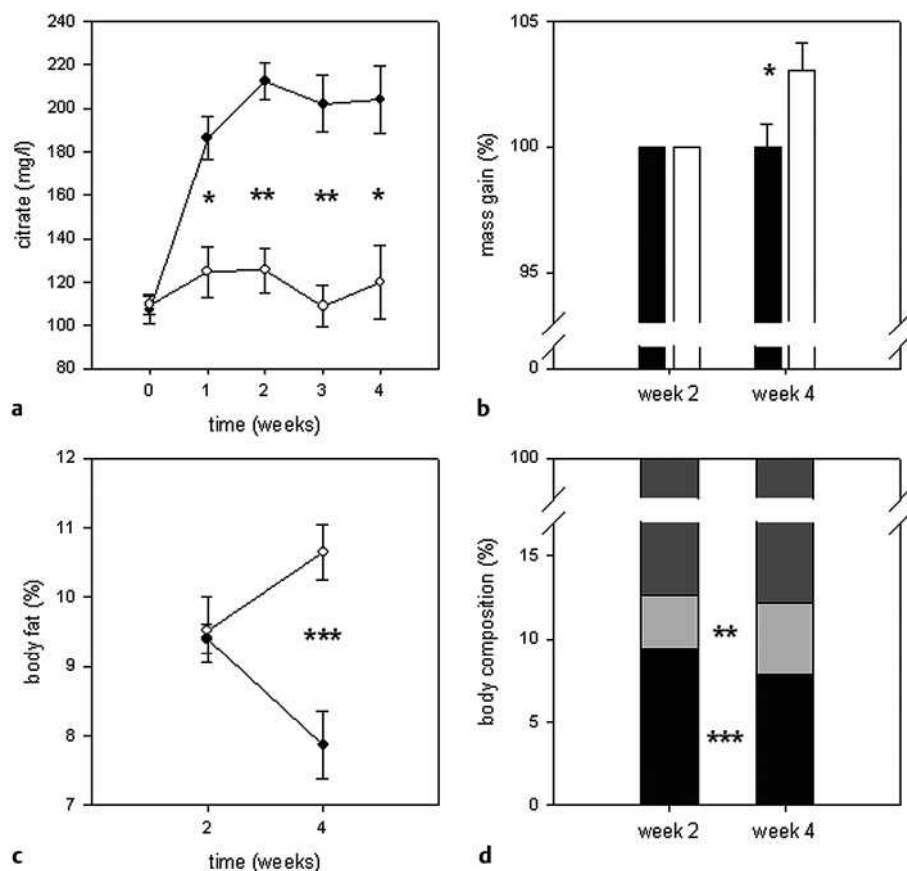 240
220
200
180
160
140
120
100
80
citrate (mg/l)
*
**
**
*
0
1
2
3
4
time (weeks)
a
105
100
95
0
mass gain (%)
*
week 2
week 4
b
12
11
10
9
8
7
body fat (%)
***
2
4
time (weeks)
c
100
15
10
5
0
body composition (%)
**
***
week 2
week 4
d